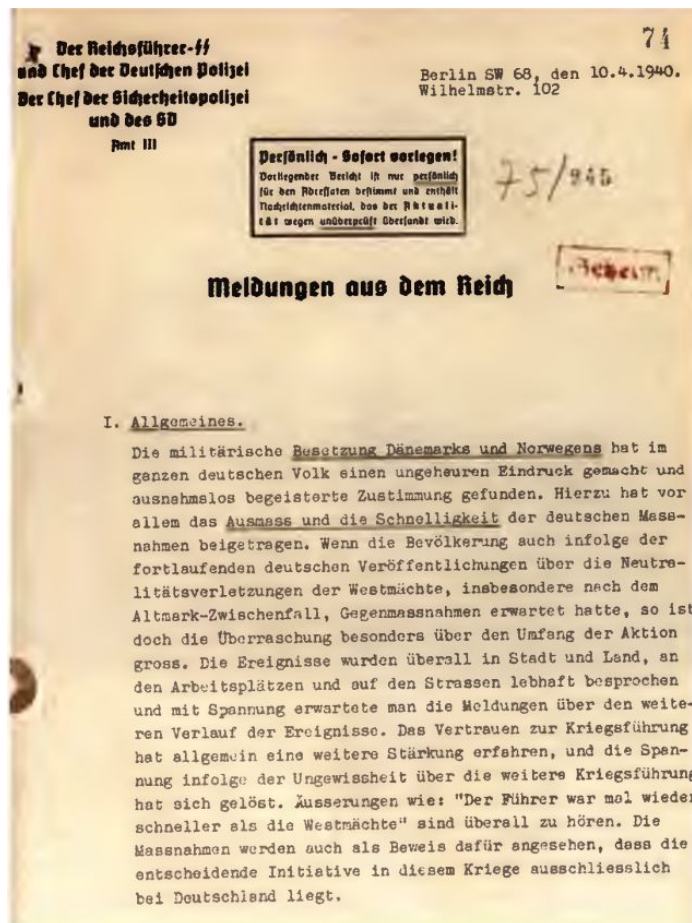 74
Der Reichsführer-SS
und Chef der Deutschen Polizei
Der Chef der Sicherheitspolizei
und des SD
Amt III
Berlin SW 68, den 10.4.1940.
Wilhelmstr. 102
Persönlich - Sofort vorlegen!
Vorliegender Bericht ist nur persönlich
für den Adressaten bestimmt und enthält
Nachrichtenmaterial, das der Aktuali-
tät wegen unüberprüft übersandt wird.
75/945
Geheim
Meldungen aus dem Reich
I. Allgemeines.
Die militärische Besetzung Dänemarks und Norwegens hat im
ganzen deutschen Volk einen ungeheuren Eindruck gemacht und
ausnahmslos begeisterte Zustimmung gefunden. Hierzu hat vor
allem das Ausmass und die Schnelligkeit der deutschen Mass-
nahmen beigetragen. Wenn die Bevölkerung auch infolge der
fortlaufenden deutschen Veröffentlichungen über die Neutra-
litätsverletzungen der Westmächte, insbesondere nach dem
Altmark-Zwischenfall, Gegenmassnahmen erwartet hatte, so ist
doch die Überraschung besonders über den Umfang der Aktion
gross. Die Ereignisse wurden überall in Stadt und Land, an
den Arbeitsplätzen und auf den Strassen lebhaft besprochen
und mit Spannung erwartete man die Meldungen über den weite-
ren Verlauf der Ereignisse. Das Vertrauen zur Kriegsführung
hat allgemein eine weitere Stärkung erfahren, und die Span-
nung infolge der Ungewissheit über die weitere Kriegsführung
hat sich gelöst. Äusserungen wie: "Der Führer war mal wieder
schneller als die Westmächte" sind überall zu hören. Die
Massnahmen werden auch als Beweis dafür angesehen, dass die
entscheidende Initiative in diesem Kriege ausschliesslich
bei Deutschland liegt.